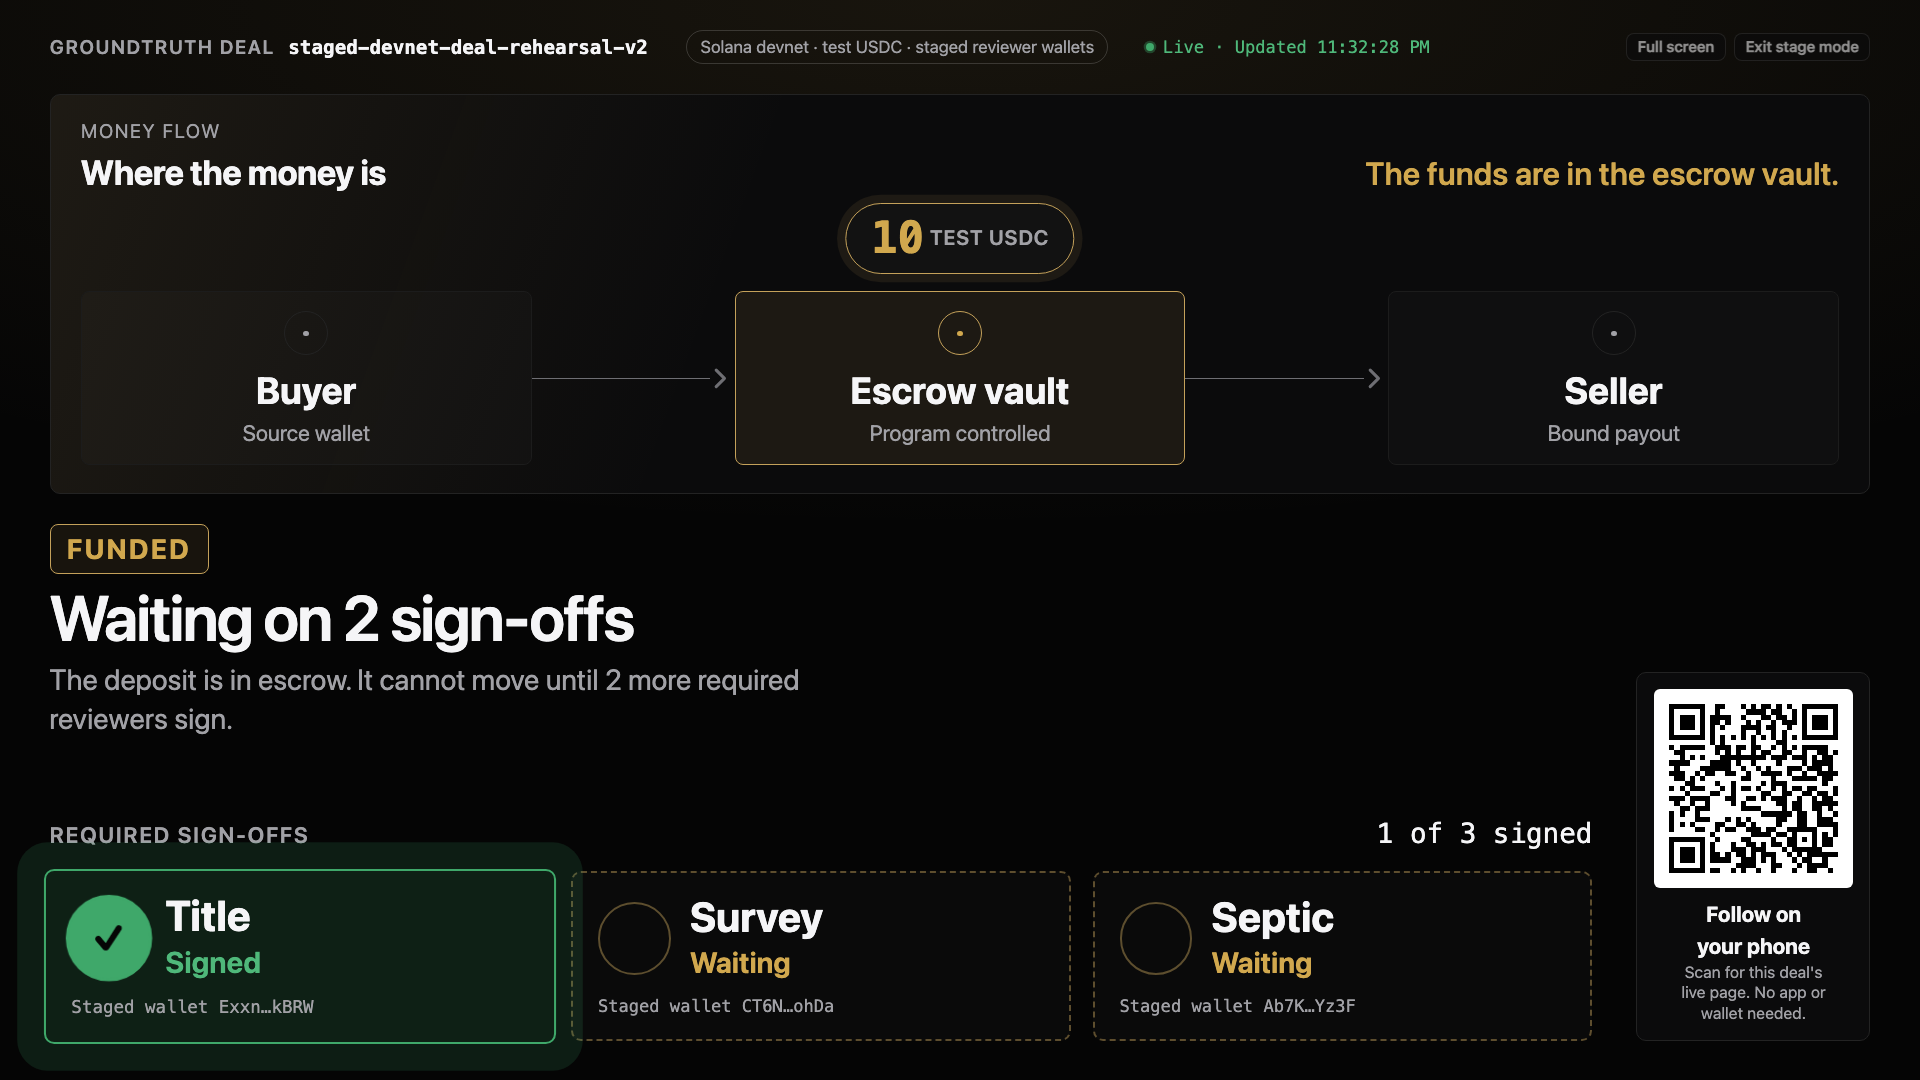 GROUNDTRUTH DEAL staged-devnet-deal-rehearsal-v2
Solana devnet · test USDC · staged reviewer wallets
Live · Updated 11:32:28 PM
Full screen
Exit stage mode
MONEY FLOW
Where the money is
The funds are in the escrow vault.
10 TEST USDC
Buyer
Source wallet
Escrow vault
Program controlled
Seller
Bound payout
FUNDED
Waiting on 2 sign-offs
The deposit is in escrow. It cannot move until 2 more required
reviewers sign.
REQUIRED SIGN-OFFS
1 of 3 signed
Title
Signed
Staged wallet Exxn…kBRW
Survey
Waiting
Staged wallet CT6N…ohDa
Septic
Waiting
Staged wallet Ab7K…Yz3F
Follow on
your phone
Scan for this deal's
live page. No app or
wallet needed.